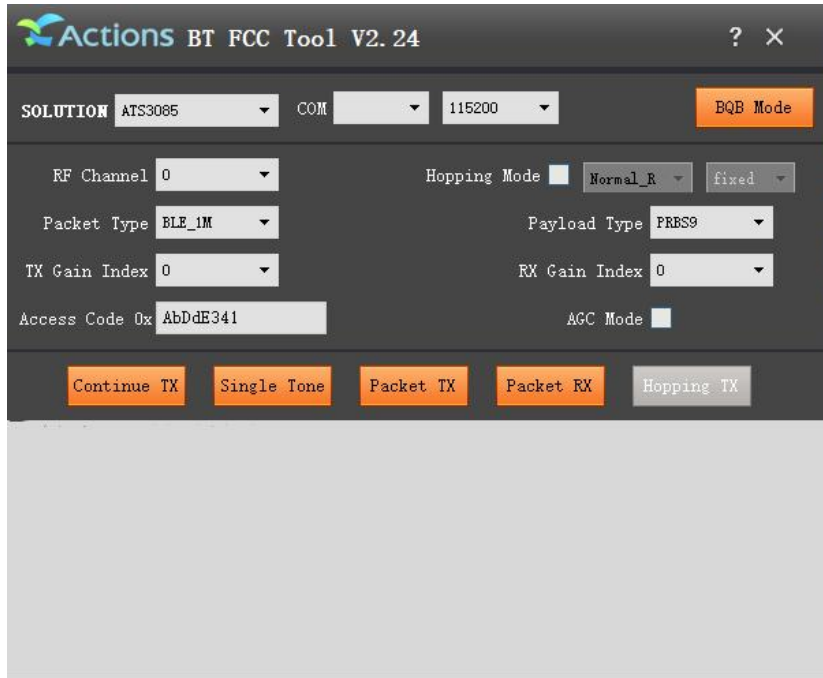 Actions BT FCC Tool V2.24 ? ×
SOLUTION ATS3085 COM 115200 BQB Mode
RF Channel 0 Hopping Mode Normal_R fixed
Packet Type BLE_1M Payload Type PRBS9
TX Gain Index 0 RX Gain Index 0
Access Code 0x AbDdE341 AGC Mode
Continue TX Single Tone Packet TX Packet RX Hopping TX